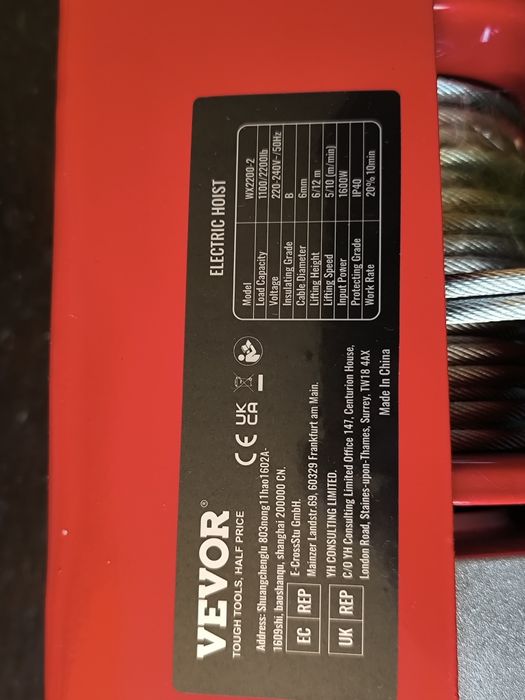 VEVOR®
TOUGH TOOLS, HALF PRICE
CE UK CA
ELECTRIC HOIST
Model WX2200-2
Load Capacity 1100/2200lb
Voltage 220-240V~/50Hz
Insulating Grade B
Cable Diameter 6mm
Lifting Height 6/12 m
Lifting Speed 5/10 (m/min)
Input Power 1600W
Protecting Grade IP40
Work Rate 20% 10min
Address: Shuangchenglu 803nong11hao1602A-
1609shi, baoshanqu, shanghai 200000 CN.
EC REP
E-CrossStu GmbH.
Mainzer Landstr.69, 60329 Frankfurt am Main.
UK REP
YH CONSULTING LIMITED.
C/O YH Consulting Limited Office 147, Centurion House,
London Road, Staines-upon-Thames, Surrey, TW18 4AX
Made In China